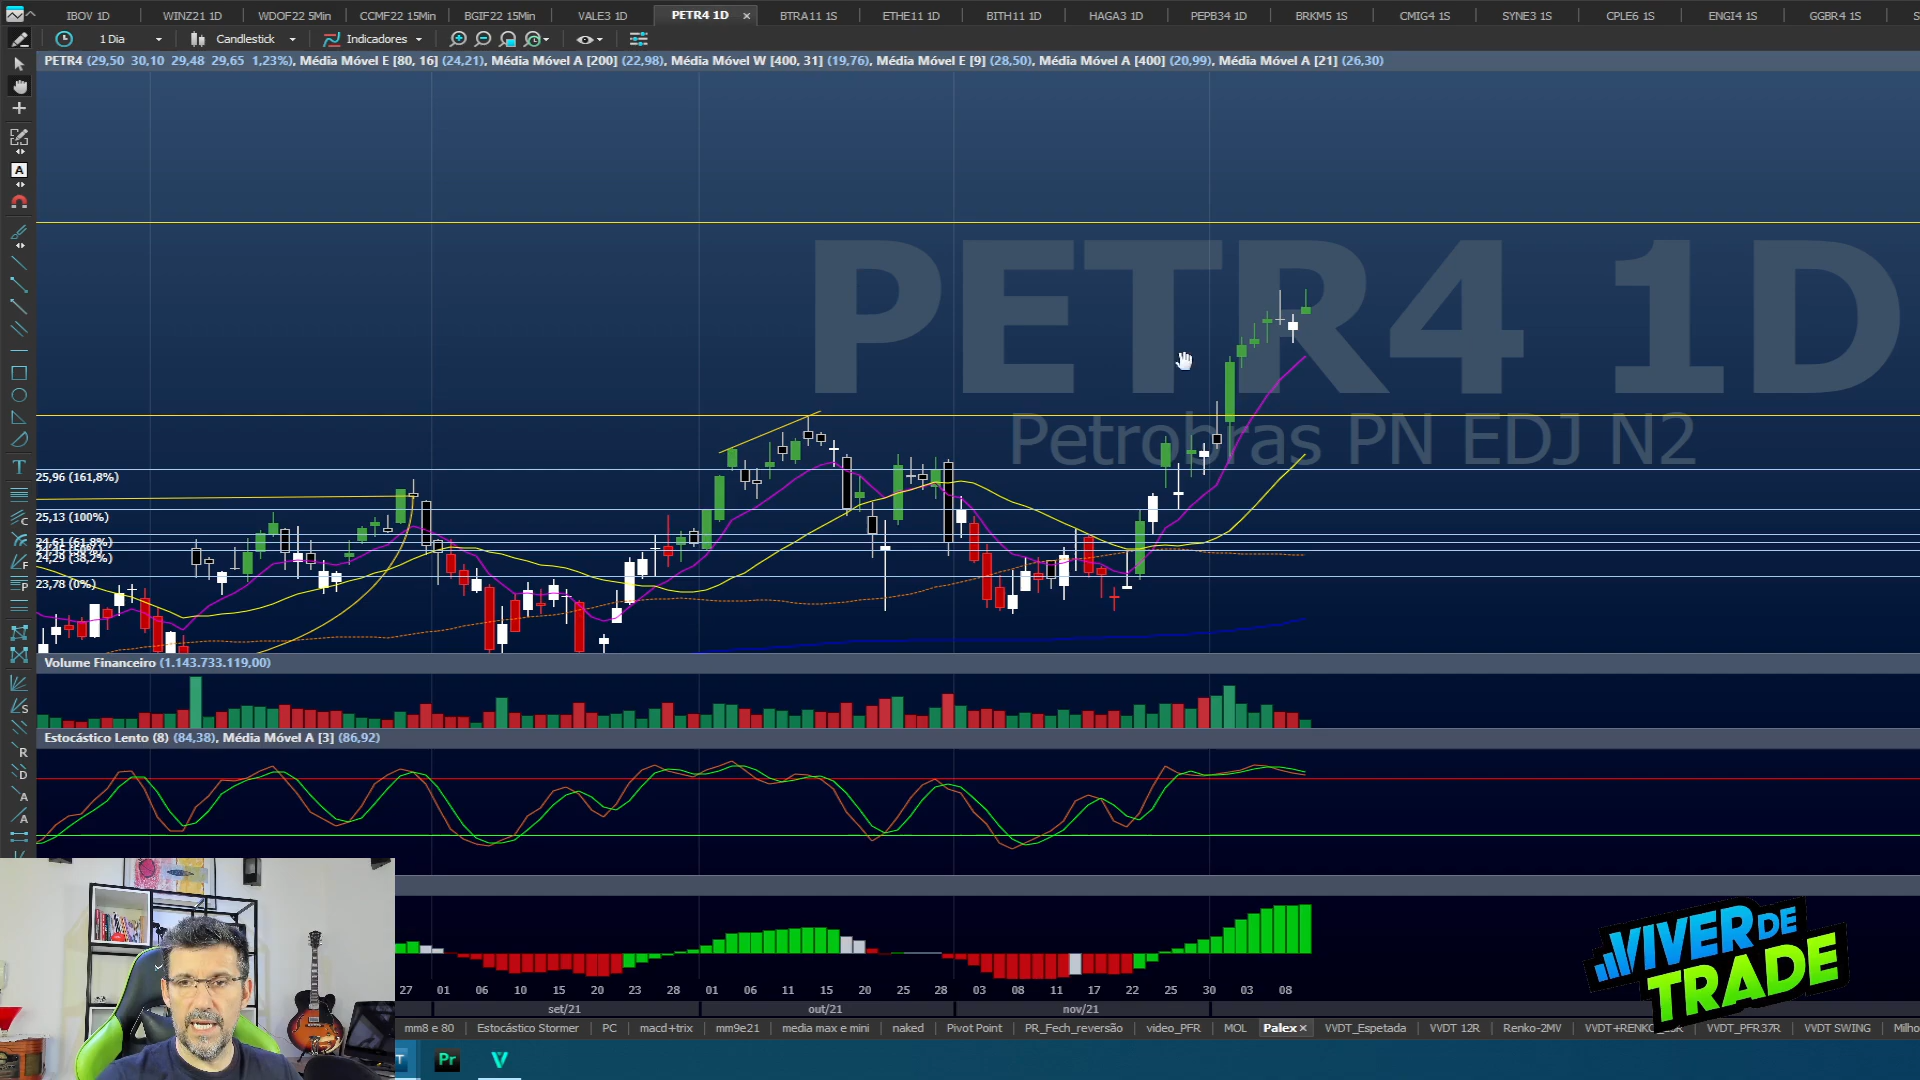 IBOV 1D WINZ21 1D WDOF22 5Min CCMF22 15Min BGIF22 15Min VALE3 1D PETR4 1D × BTRA11 1S ETHE11 1D BITH11 1D HAGA3 1D PEPB34 1D BRKM5 1S CMIG4 1S SYNE3 1S CPLE6 1S ENGI4 1S GGBR4 1S
1 Dia Candlestick Indicadores
PETR4 (29,50 30,10 29,48 29,65 1,23%), Média Móvel E [80, 16] (24,21), Média Móvel A [200] (22,98), Média Móvel W [400, 31] (19,76), Média Móvel E [9] (28,50), Média Móvel A [400] (20,99), Média Móvel A [21] (26,30)
PETR4 1D
Petrobras PN EDJ N2
25,96 (161,8%)
25,13 (100%)
24,61 (61,8%)
24,29 (38,2%)
23,78 (0%)
Volume Financeiro (1.143.733.119,00)
Estocástico Lento (8) (84,38), Média Móvel A [3] (86,92)
27 01 06 10 15 20 23 28 01 06 11 15 20 25 28 03 08 11 17 22 25 30 03 08
set/21 out/21 nov/21
VIVER DE
TRADE
mm8 e 80 Estocástico Stormer PC macd+trix mm9e21 media max e mini naked Pivot Point PR_Fech_reversão video_PFR MOL Palex × VVDT_Espetada VVDT 12R Renko-2MV VVDT_PFR37R VVDT SWING
Pr V